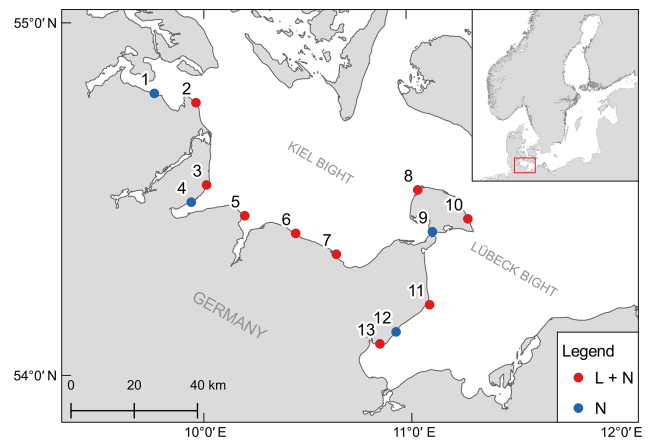 55°0′ N
1
2
KIEL BIGHT
3
4
8
5
10
9
6
7
LÜBECK BIGHT
GERMANY
11
12
13
Legend
54°0′ N
L + N
0 20 40 km
N
10°0′ E 11°0′ E 12°0′ E